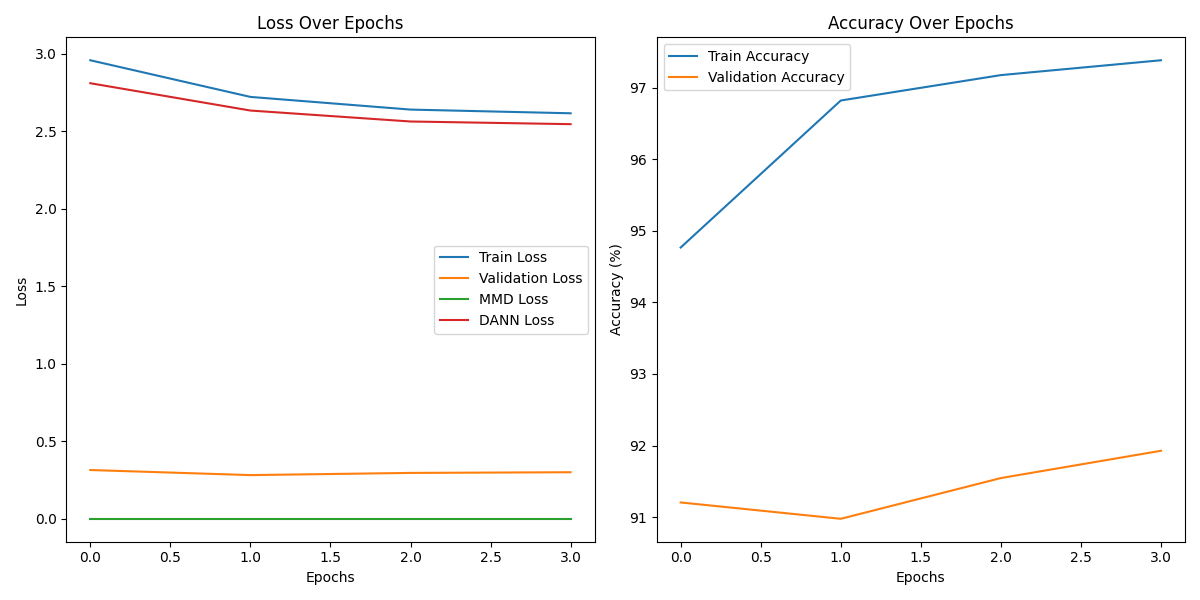 Loss Over Epochs
3.0
2.5
2.0
1.5
1.0
0.5
0.0
Loss
Train Loss
Validation Loss
MMD Loss
DANN Loss
0.0 0.5 1.0 1.5 2.0 2.5 3.0
Epochs
Accuracy Over Epochs
Train Accuracy
Validation Accuracy
97
96
95
94
93
92
91
Accuracy (%)
0.0 0.5 1.0 1.5 2.0 2.5 3.0
Epochs